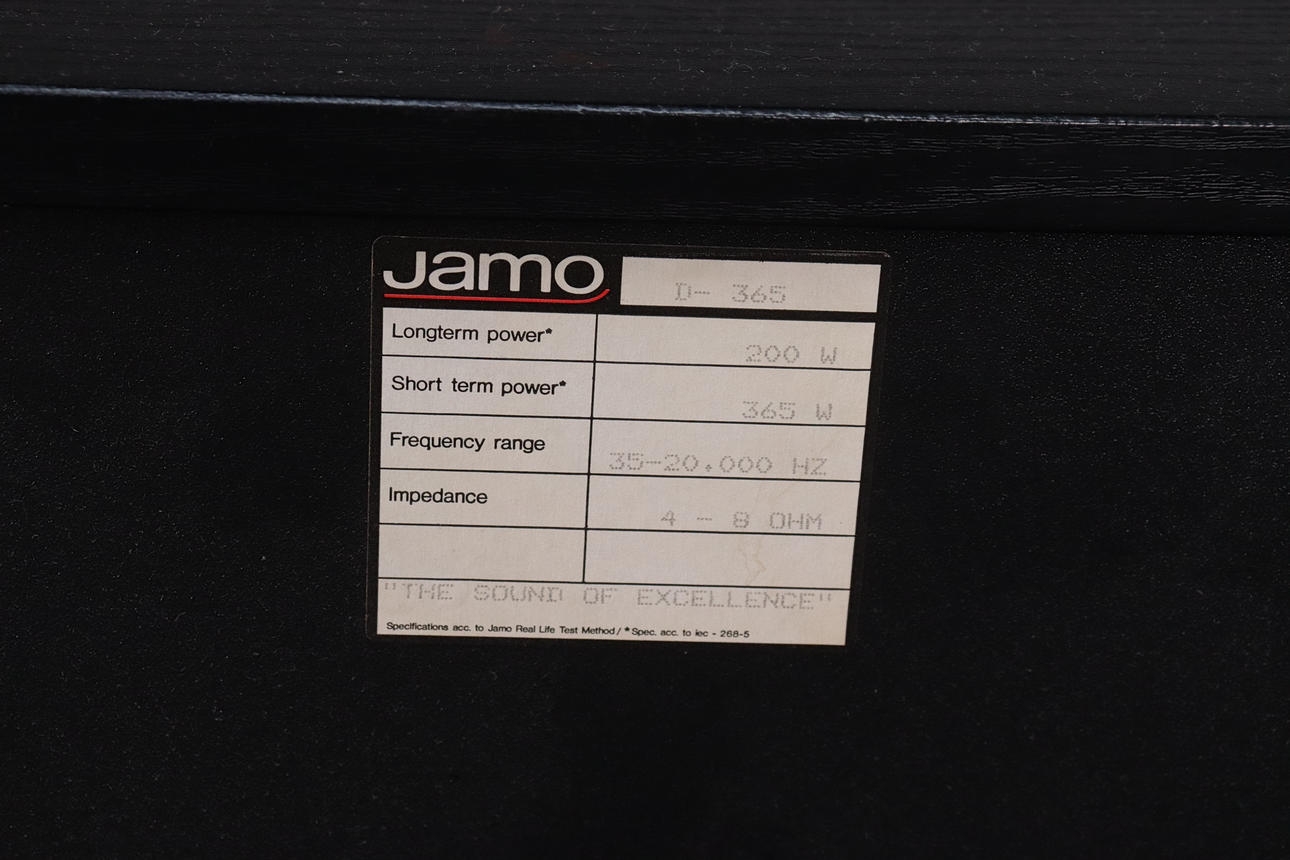 Jamo D- 365
Longterm power* 200 W
Short term power* 365 W
Frequency range 35-20.000 HZ
Impedance 4 - 8 OHM
"THE SOUND OF EXCELLENCE"
Specifications acc. to Jamo Real Life Test Method / * Spec. acc. to iec - 268-5